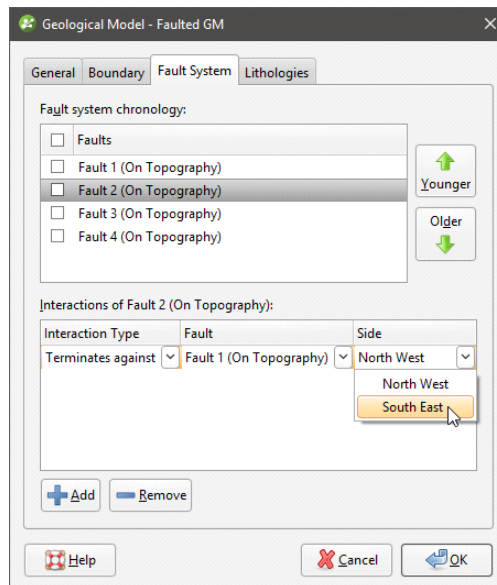 Geological Model - Faulted GM
General Boundary Fault System Lithologies
Fault system chronology:
Faults
Fault 1 (On Topography)
Fault 2 (On Topography)
Fault 3 (On Topography)
Fault 4 (On Topography)
Younger
Older
Interactions of Fault 2 (On Topography):
Interaction Type Fault Side
Terminates against Fault 1 (On Topography) North West
North West
South East
Add Remove
Help Cancel OK